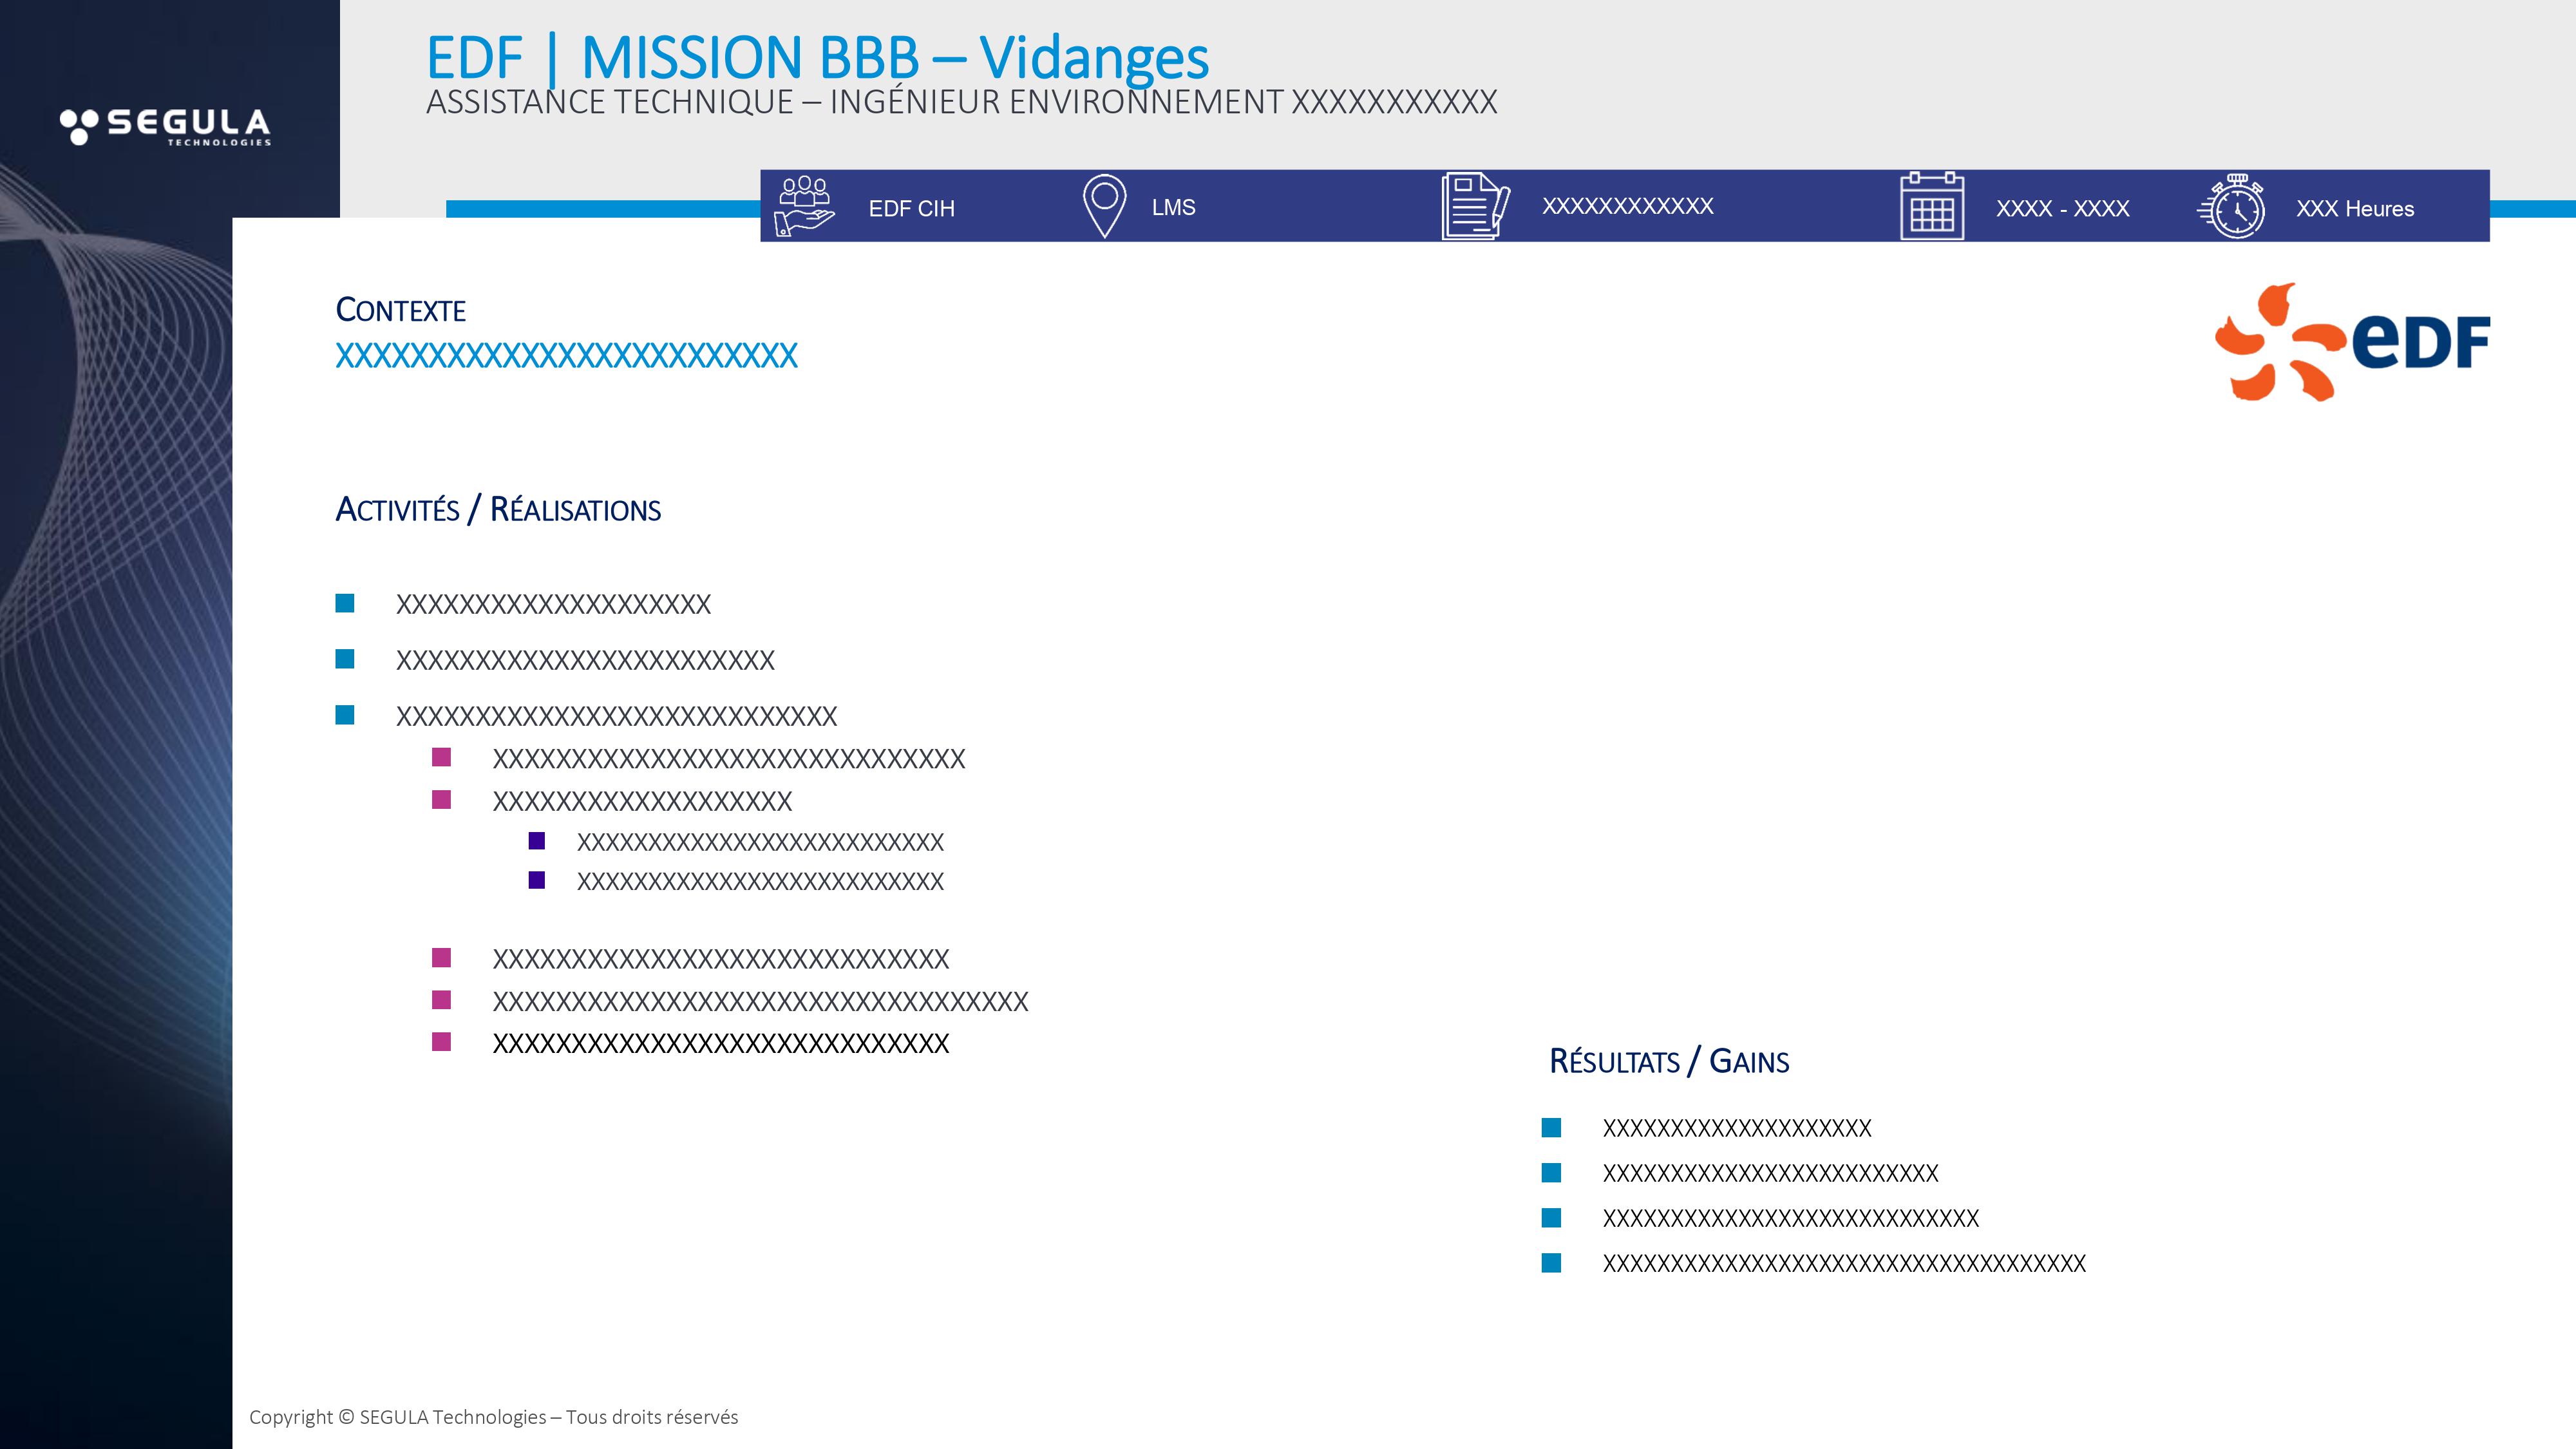 EDF | MISSION BBB – Vidanges
ASSISTANCE TECHNIQUE – INGÉNIEUR ENVIRONNEMENT XXXXXXXXXXX
SEGULA
TECHNOLOGIES
EDF CIH
LMS
XXXXXXXXXXXX
XXXX - XXXX
XXX Heures
CONTEXTE
XXXXXXXXXXXXXXXXXXXXXXXXX
eDF
ACTIVITÉS / RÉALISATIONS
XXXXXXXXXXXXXXXXXXXX
XXXXXXXXXXXXXXXXXXXXXXXX
XXXXXXXXXXXXXXXXXXXXXXXXXXXX
XXXXXXXXXXXXXXXXXXXXXXXXXXXXXX
XXXXXXXXXXXXXXXXXXX
XXXXXXXXXXXXXXXXXXXXXXXXXX
XXXXXXXXXXXXXXXXXXXXXXXXXX
XXXXXXXXXXXXXXXXXXXXXXXXXXXXX
XXXXXXXXXXXXXXXXXXXXXXXXXXXXXXXXXX
XXXXXXXXXXXXXXXXXXXXXXXXXXXXX
RÉSULTATS / GAINS
XXXXXXXXXXXXXXXXXXXX
XXXXXXXXXXXXXXXXXXXXXXXXX
XXXXXXXXXXXXXXXXXXXXXXXXXXXX
XXXXXXXXXXXXXXXXXXXXXXXXXXXXXXXXXXXX
Copyright © SEGULA Technologies – Tous droits réservés